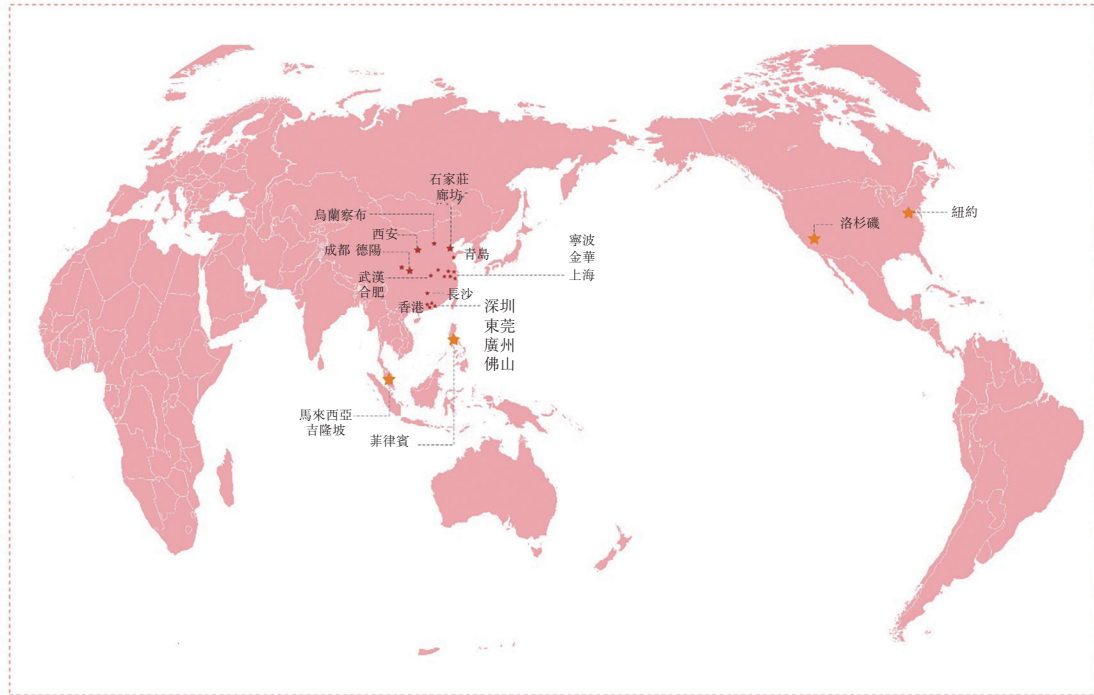 石家莊
廊坊
烏蘭察布
紐約
洛杉磯
西安
寧波
成都 德陽
青島
金華
武漢
上海
合肥
長沙
香港
深圳
東莞
廣州
佛山
馬來西亞
吉隆坡
菲律賓